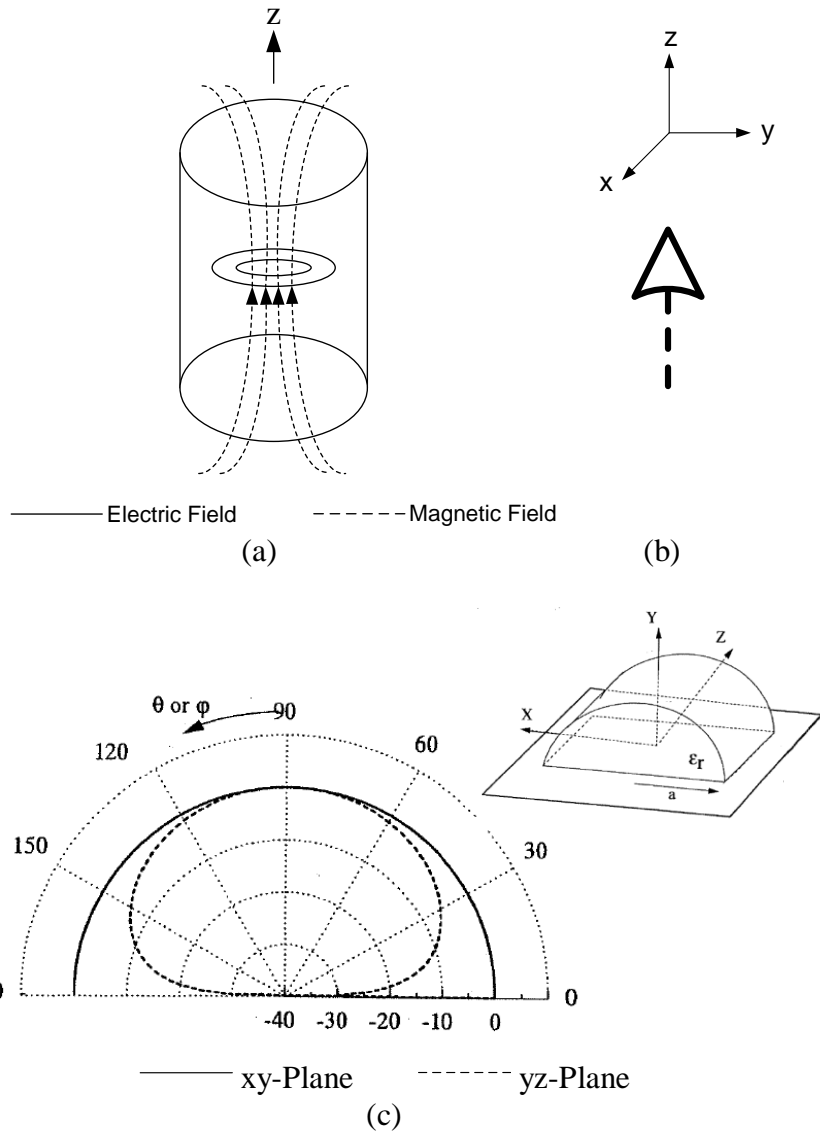 z
z
y
x
Electric Field
Magnetic Field
(a)
(b)
Y
Z
X
εr
a
θ or φ
90
120
60
150
30
0
-40 -30 -20 -10 0
xy-Plane
yz-Plane
(c)